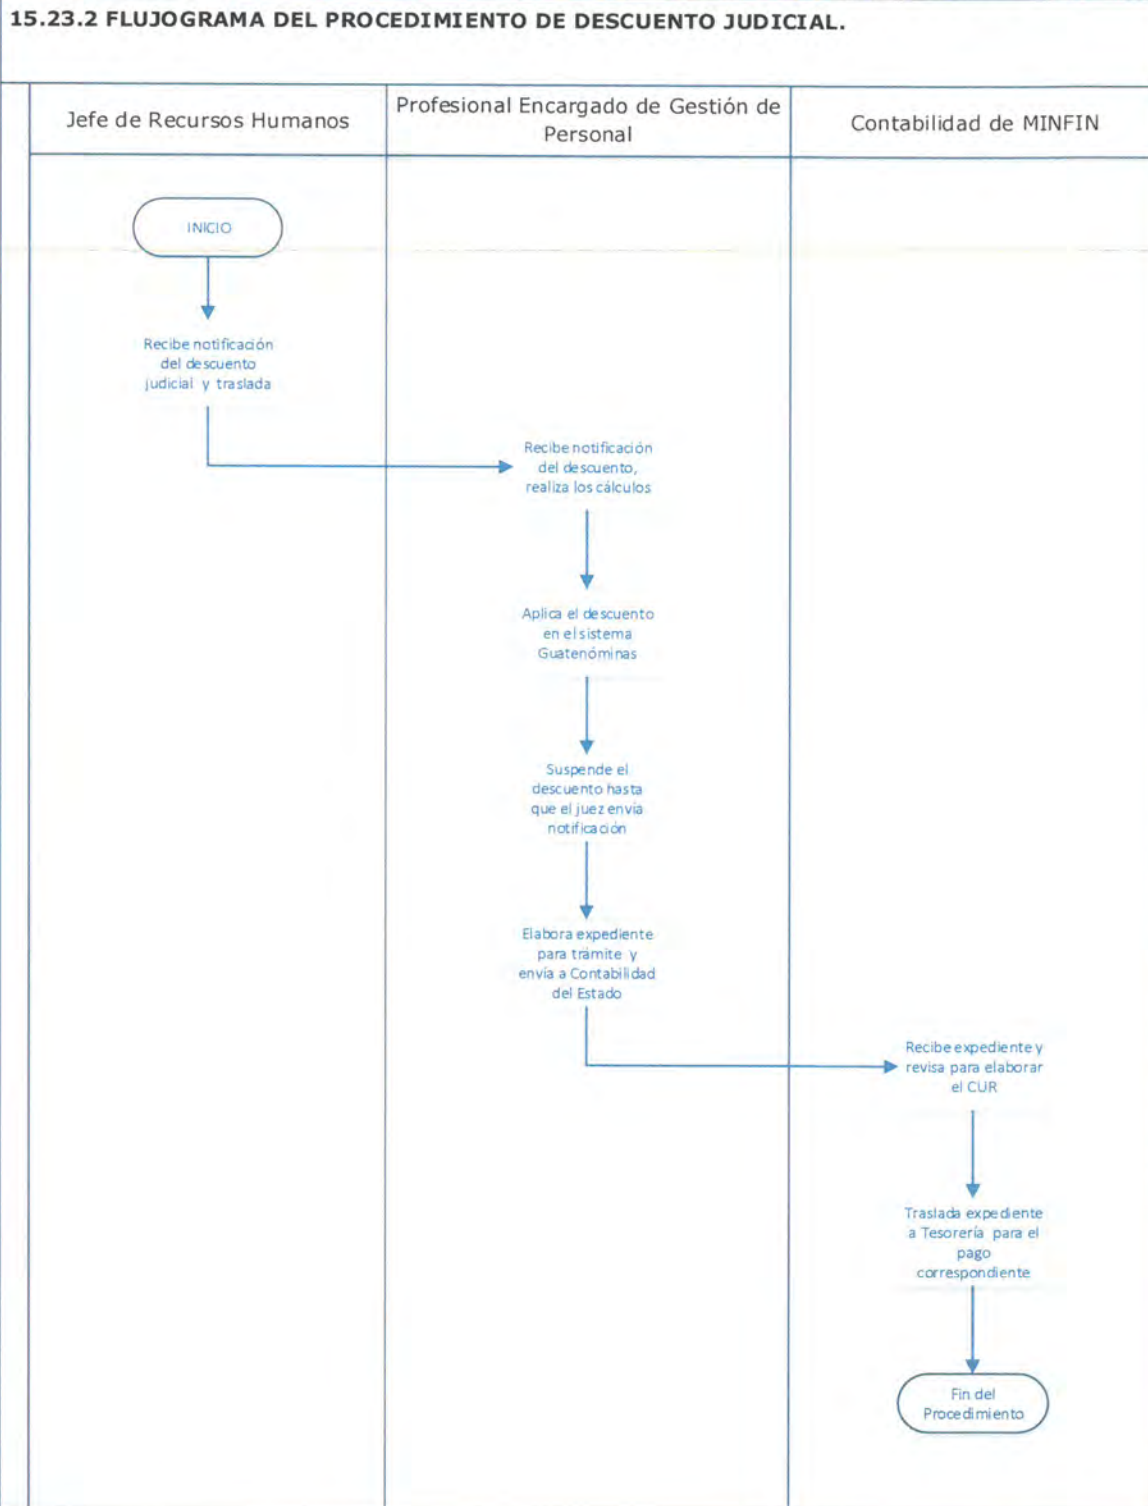 15.23.2 FLUJOGRAMA DEL PROCEDIMIENTO DE DESCUENTO JUDICIAL.
Jefe de Recursos Humanos
Profesional Encargado de Gestión de
Personal
Contabilidad de MINFIN
INICIO
Recibe notificación
del descuento
judicial y traslada
Recibe notificación
del descuento,
realiza los cálculos
Aplica el descuento
en el sistema
Guatenóminas
Suspende el
descuento hasta
que el juez envía
notificación
Elabora expediente
para trámite y
envía a Contabilidad
del Estado
Recibe expediente y
revisa para elaborar
el CUR
Traslada expediente
a Tesorería para el
pago
correspondiente
Fin del
Procedimiento